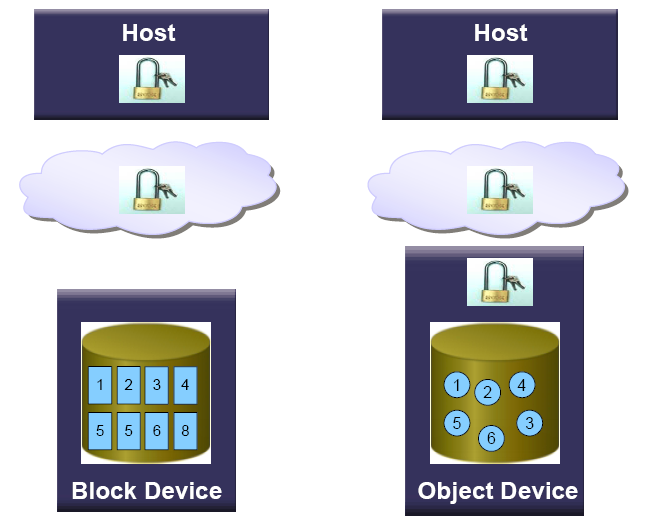 Host
Host
1 2 3 4
5 5 6 8
Block Device
1 2 4
5 6 3
Object Device